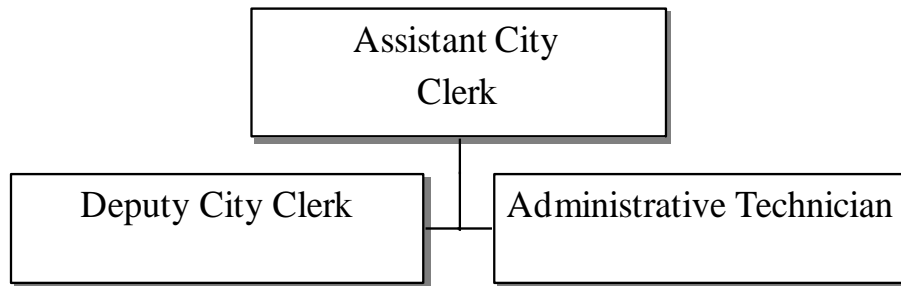 Assistant City
Clerk
Deputy City Clerk
Administrative Technician